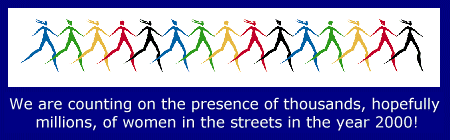 We are counting on the presence of thousands, hopefully
millions, of women in the streets in the year 2000!